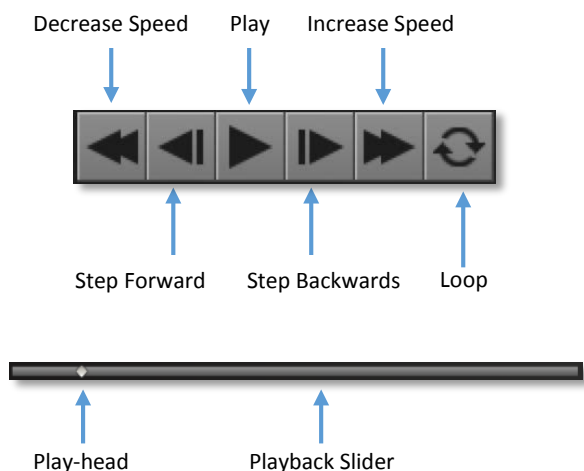 Decrease Speed Play Increase Speed
Step Forward Step Backwards Loop
Play-head Playback Slider